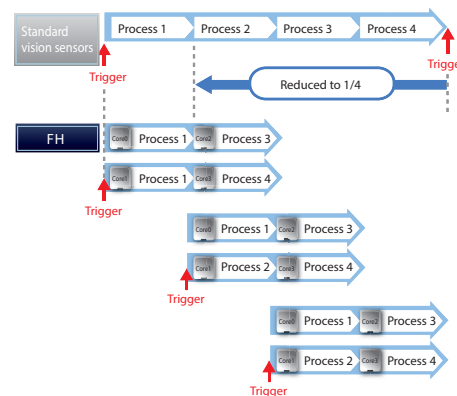 Standard
vision sensors
Process 1
Process 2
Process 3
Process 4
Trigger
Trigge
Reduced to 1/4
FH
Core0
Process 1
Core2
Process 3
Core1
Process 1
Core3
Process 4
Trigger
Core0
Process 1
Core2
Process 3
Core1
Process 2
Core3
Process 4
Trigger
Core0
Process 1
Core2
Process 3
Core1
Process 2
Core3
Process 4
Trigger